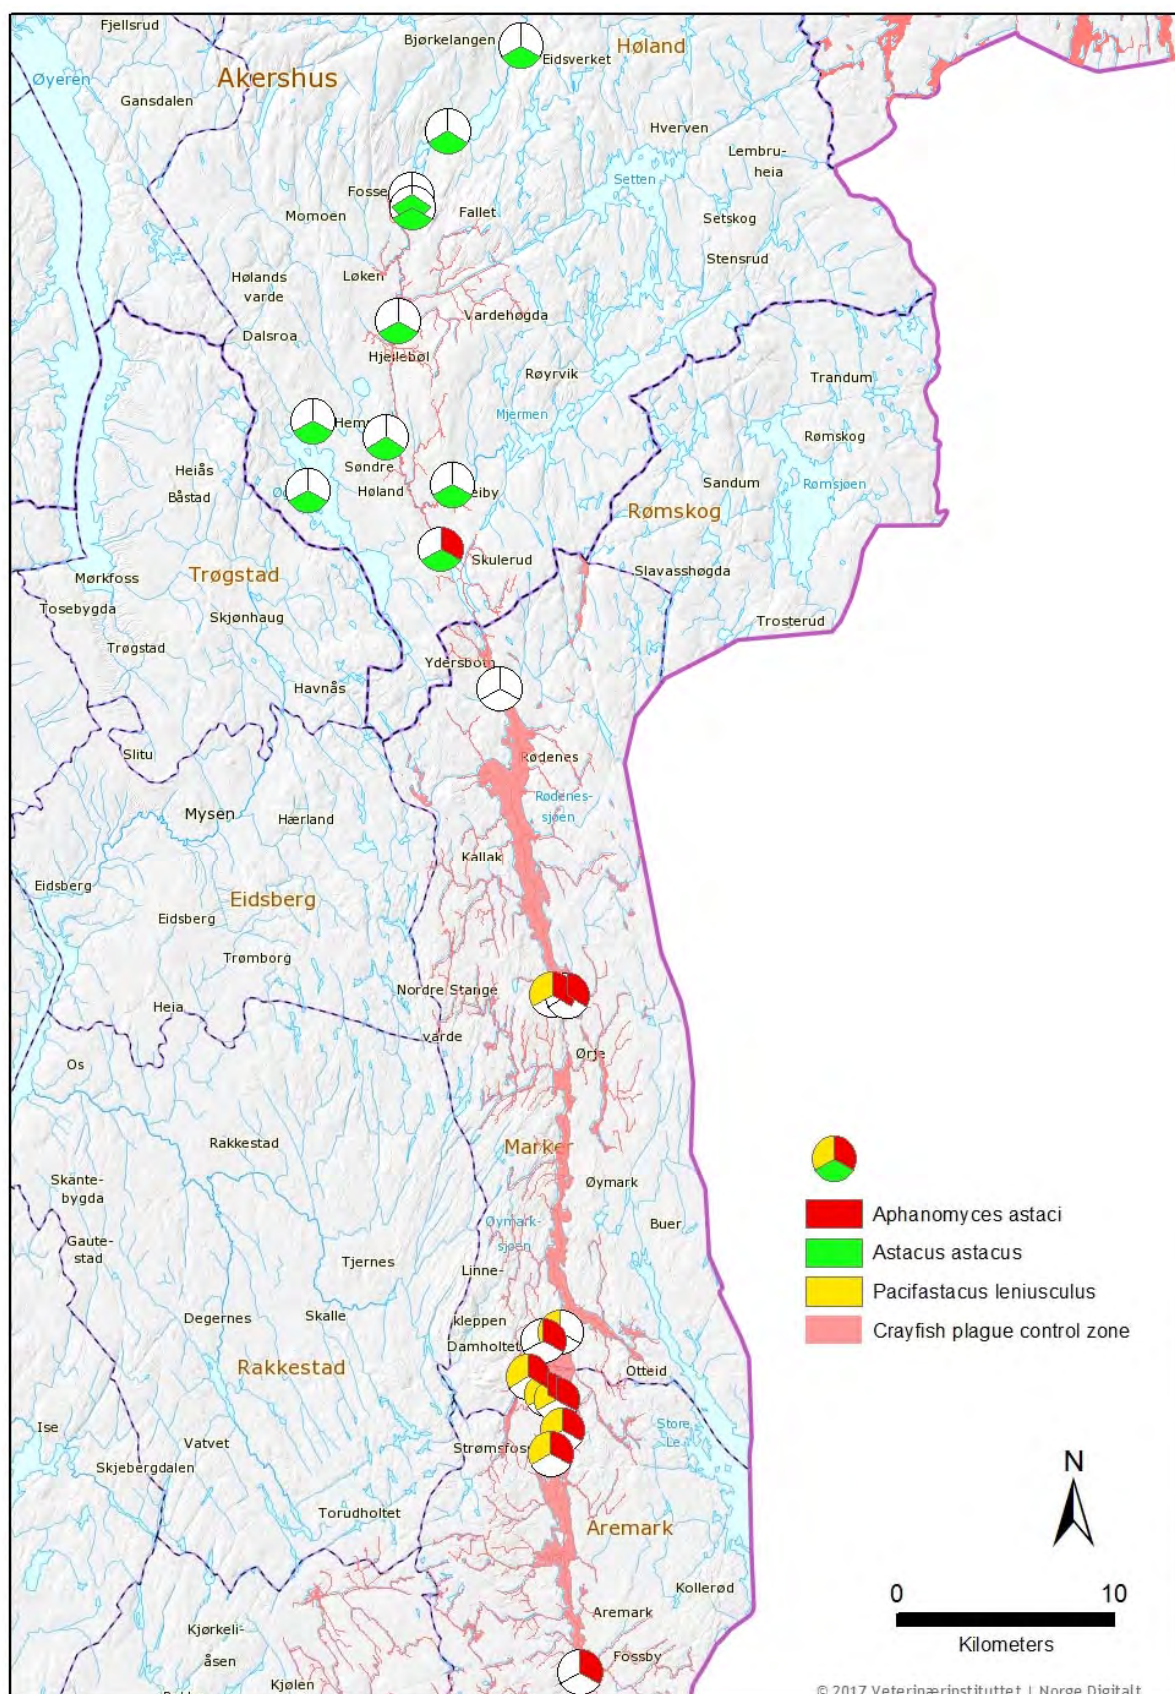 Fjellsrud
Bjørkelangen
Høland
Eidsverket
Øyeren
Akershus
Gansdalen
Hverven
Lembru-
heia
Setten
Fosse
Momoen
Fallet
Setskog
Stensrud
Hølands
varde
Løken
Vardehøgda
Dalsroa
Hjellebøl
Røyrvik
Trandum
Mjermen
Rømskog
Søndre
Høland
Heiås
Båstad
Sandum
Rømsjøen
Rømskog
Skulerud
Slavasshøgda
Mørkfoss
Trøgstad
Tosebygda
Skjønhaug
Trosterud
Trøgstad
Havnås
Slitu
Rødenes
Rødenes-
sjøen
Mysen
Hærland
Kallak
Eidsberg
Eidsberg
Eidsberg
Trømborg
Nordre Stange
varde
Heia
Ørje
Os
Rakkestad
Marker
Skante-
bygda
Øymark
Øymark-
sjøen
Buer
Gaute-
stad
Tjernes
Linne-
kleppen
Degernes
Skalle
Damholtet
Rakkestad
Otteid
Ise
Vatvet
Strømsfoss
Store
Le
Skjebergdalen
Torudholtet
Aremark
Kollerød
Aremark
Kjørkeli-
åsen
Fossby
Kjølen
Aphanomyces astaci
Astacus astacus
Pacifastacus leniusculus
Crayfish plague control zone
N
0 10
Kilometers
© 2017 Veterinærinstituttet | Norge Digitalt